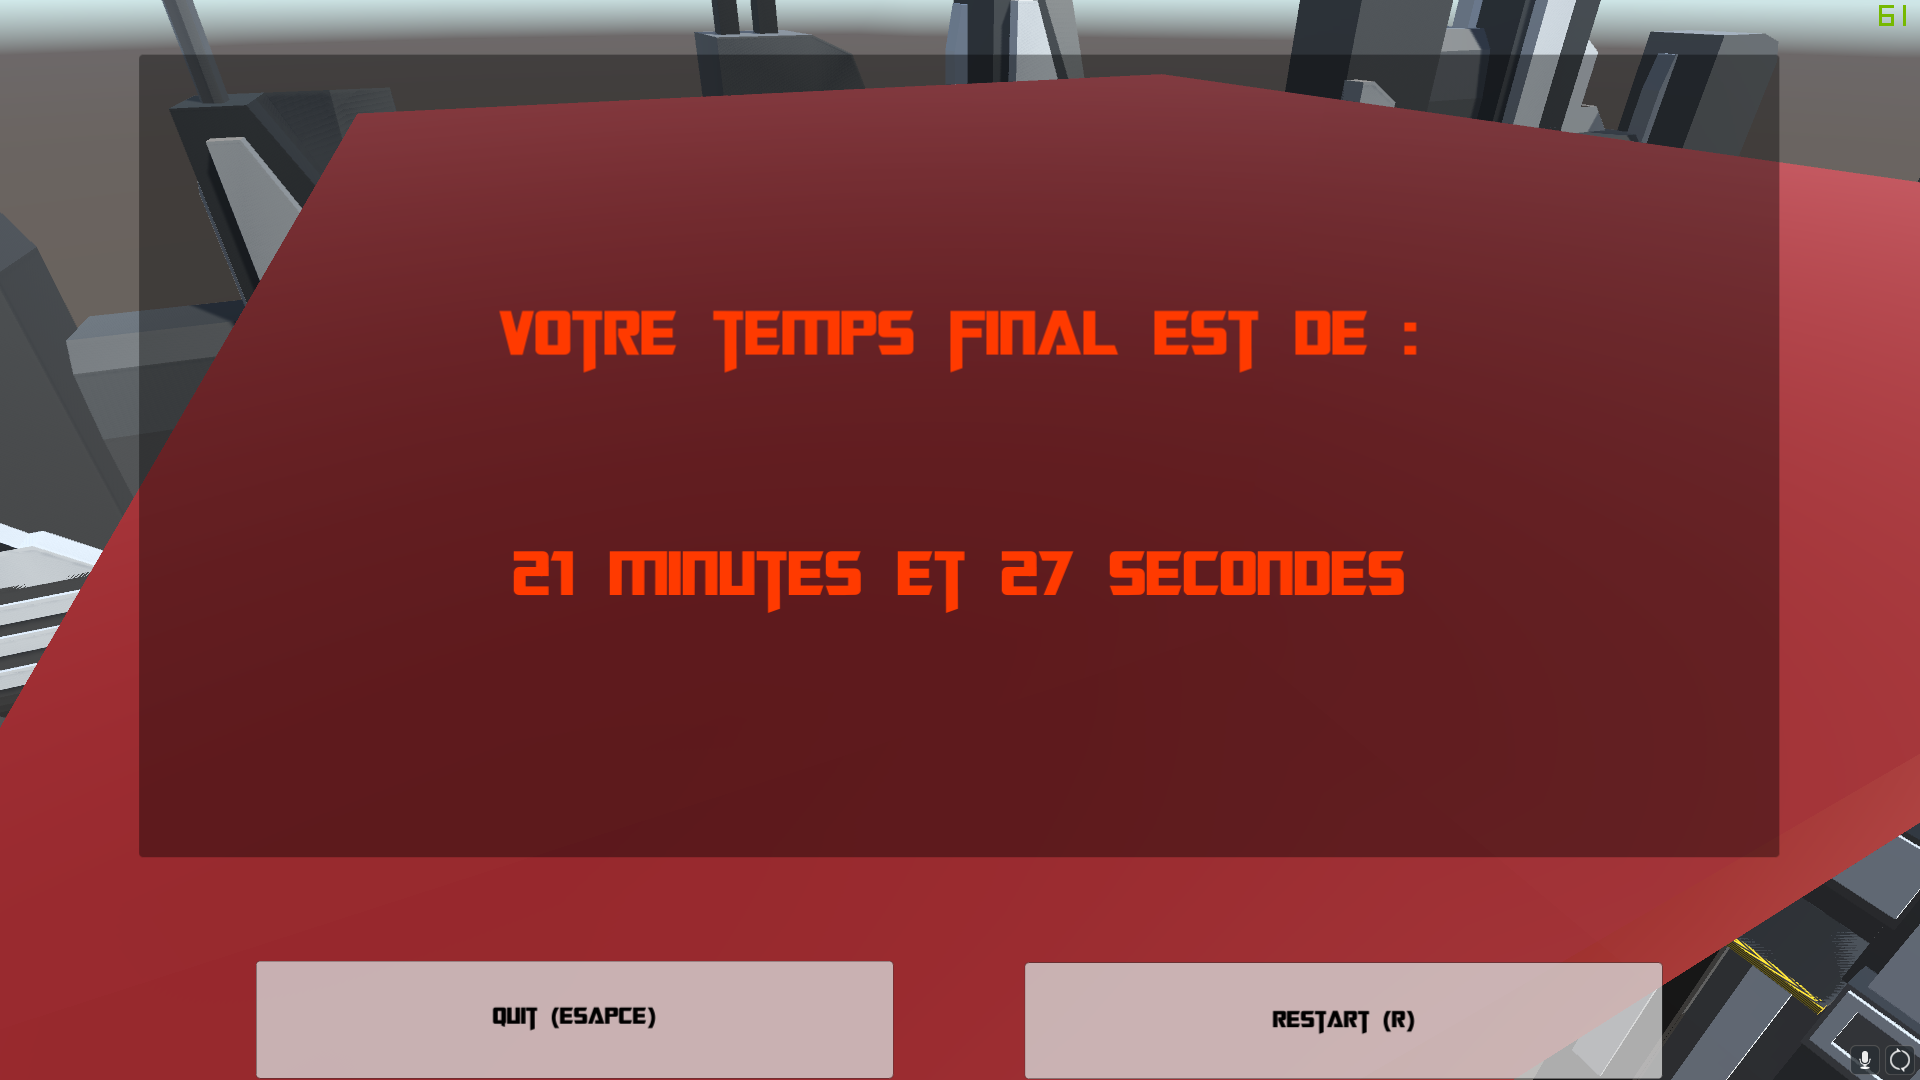 61
VOTRE TEMPS FINAL EST DE :
21 MINUTES ET 27 SECONDES
QUIT (ESAPCE)
RESTART (R)